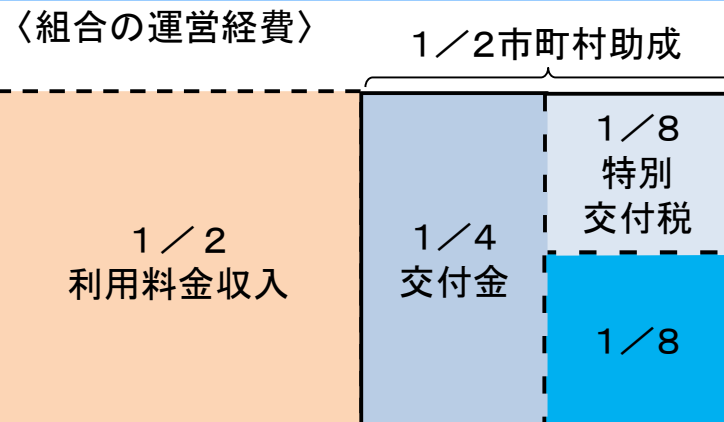 〈組合の運営経費〉
1/2市町村助成
1/2
利用料金収入
1/4
交付金
1/8
特別
交付税
1/8